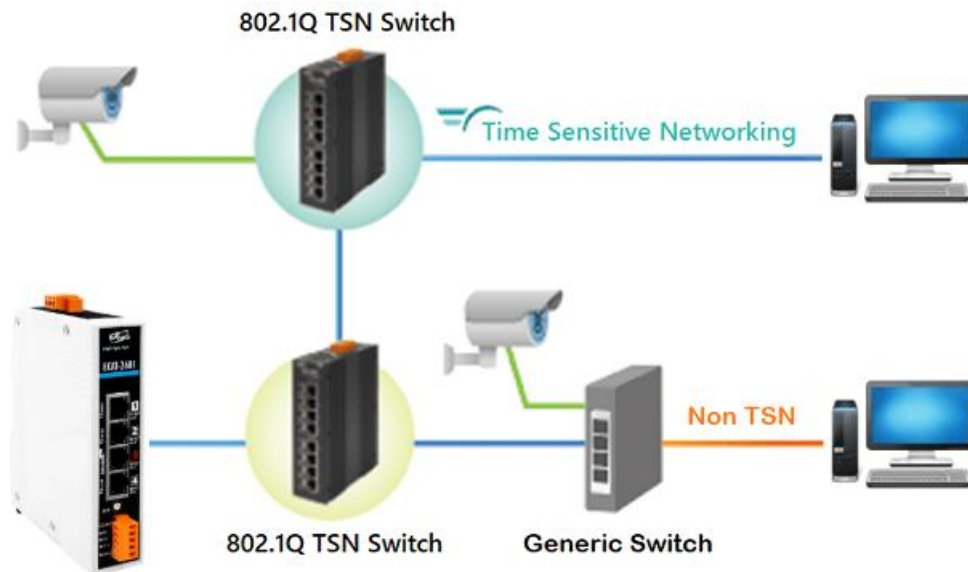 802.1Q TSN Switch
Time Sensitive Networking
Non TSN
802.1Q TSN Switch
Generic Switch